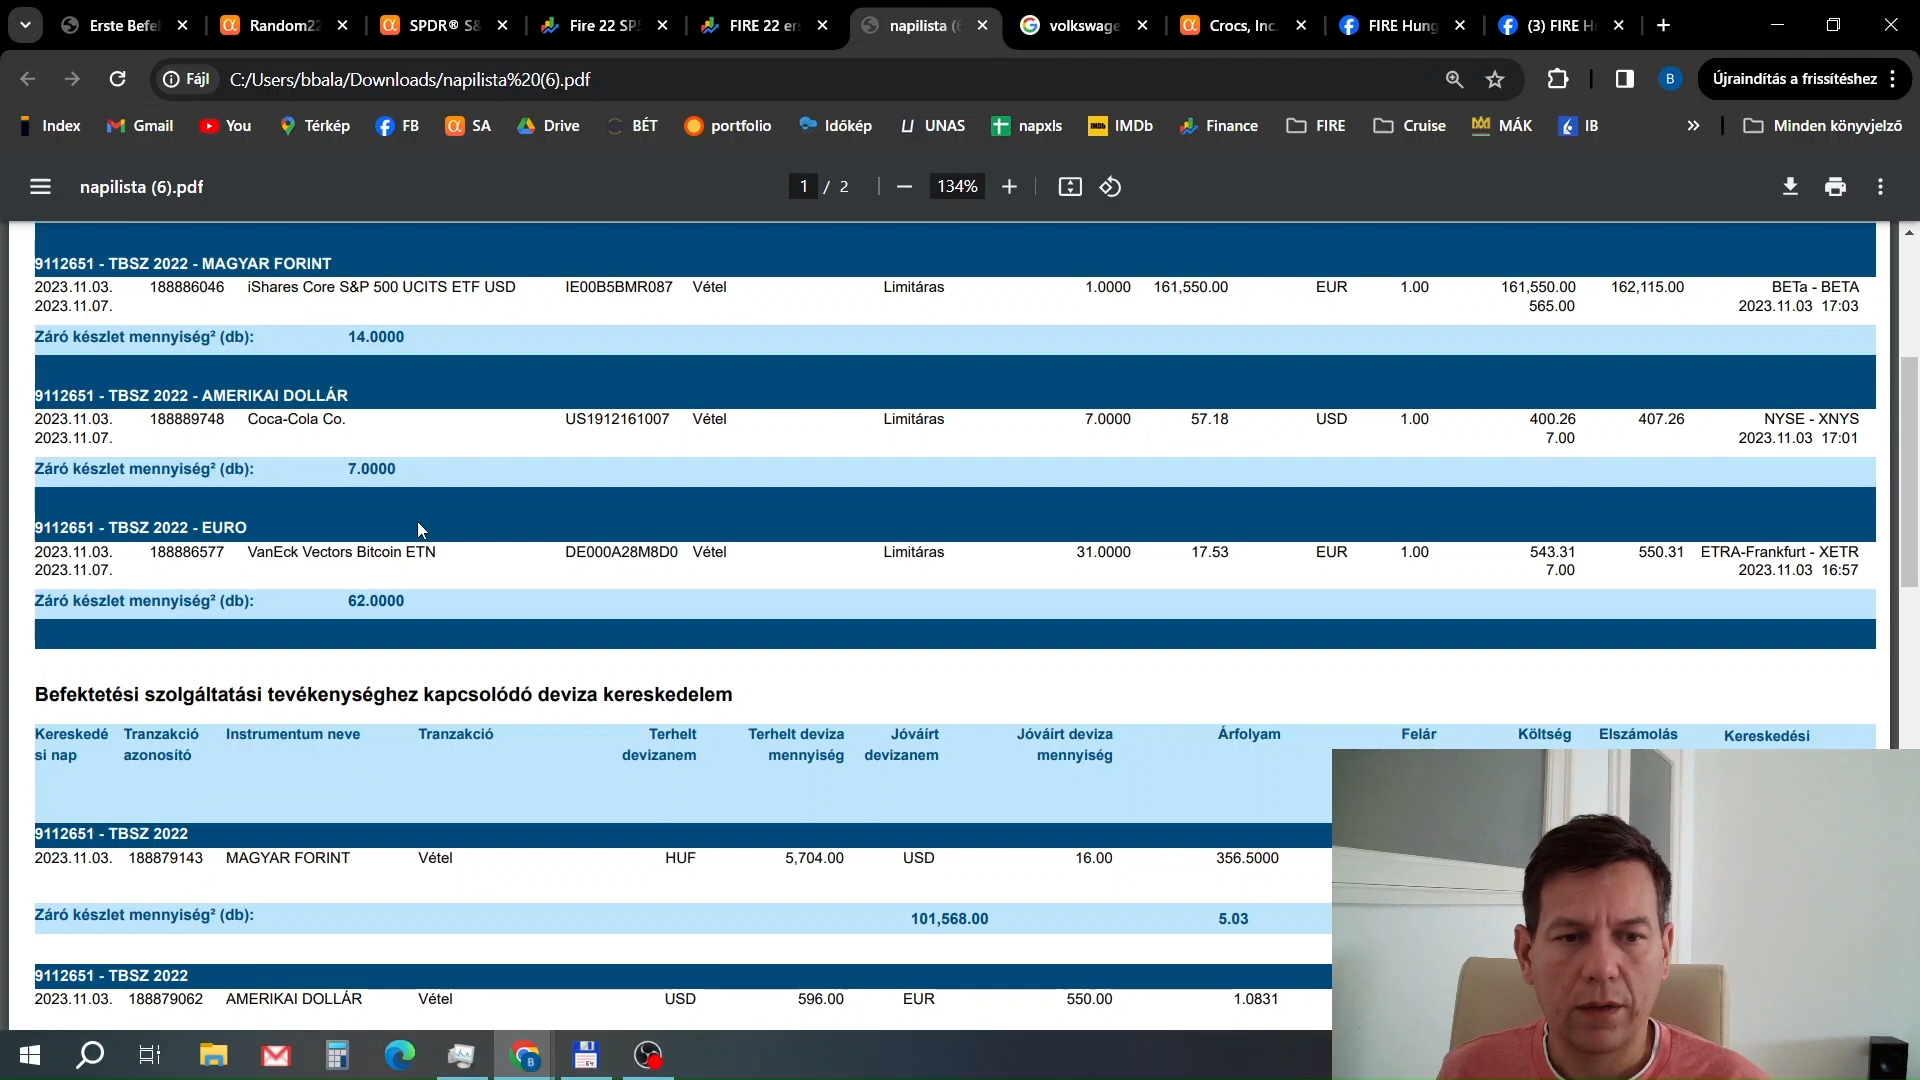 Erste Befe
Random22
SPDR® S&
Fire 22 SP
FIRE 22 er
napilista (
volkswage
Crocs, Inc.
FIRE Hung
(3) FIRE H
Fájl
C:/Users/bbala/Downloads/napilista%20(6).pdf
B
Újraindítás a frissítéshez
Index
Gmail
You
Térkép
FB
SA
Drive
BÉT
portfolio
Időkép
UNAS
napxls
IMDb
Finance
FIRE
Cruise
MÁK
IB
»
Minden könyvjelző
napilista (6).pdf
1 / 2
134%
9112651 - TBSZ 2022 - MAGYAR FORINT
2023.11.03. 188886046 iShares Core S&P 500 UCITS ETF USD IE00B5BMR087 Vétel Limitáras 1.0000 161,550.00 EUR 1.00 161,550.00 162,115.00 BETa - BETA
2023.11.07. 565.00 2023.11.03 17:03
Záró készlet mennyiség² (db): 14.0000
9112651 - TBSZ 2022 - AMERIKAI DOLLÁR
2023.11.03. 188889748 Coca-Cola Co. US1912161007 Vétel Limitáras 7.0000 57.18 USD 1.00 400.26 407.26 NYSE - XNYS
2023.11.07. 7.00 2023.11.03 17:01
Záró készlet mennyiség² (db): 7.0000
9112651 - TBSZ 2022 - EURO
2023.11.03. 188886577 VanEck Vectors Bitcoin ETN DE000A28M8D0 Vétel Limitáras 31.0000 17.53 EUR 1.00 543.31 550.31 ETRA-Frankfurt - XETR
2023.11.07. 7.00 2023.11.03 16:57
Záró készlet mennyiség² (db): 62.0000
Befektetési szolgáltatási tevékenységhez kapcsolódó deviza kereskedelem
Kereskedé Tranzakció Instrumentum neve Tranzakció Terhelt Terhelt deviza Jóváírt Jóváírt deviza Árfolyam Felár Költség Elszámolás Kereskedési
si nap azonosító devizanem mennyiség devizanem mennyiség
9112651 - TBSZ 2022
2023.11.03. 188879143 MAGYAR FORINT Vétel HUF 5,704.00 USD 16.00 356.5000
Záró készlet mennyiség² (db): 101,568.00 5.03
9112651 - TBSZ 2022
2023.11.03. 188879062 AMERIKAI DOLLÁR Vétel USD 596.00 EUR 550.00 1.0831